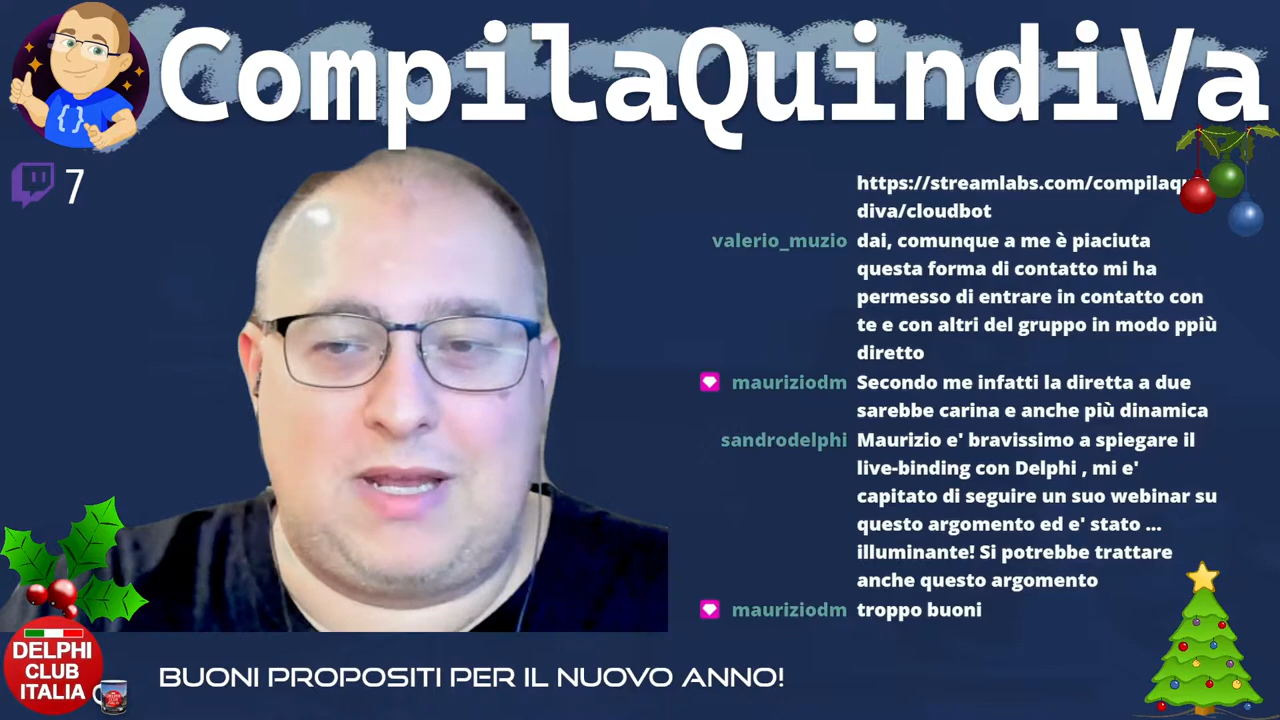 CompilaQuindiVa
{}
7
https://streamlabs.com/compilaqu
diva/cloudbot
valerio_muzio dai, comunque a me è piaciuta
questa forma di contatto mi ha
permesso di entrare in contatto con
te e con altri del gruppo in modo ppiù
diretto
mauriziodm Secondo me infatti la diretta a due
sarebbe carina e anche più dinamica
sandrodelphi Maurizio e' bravissimo a spiegare il
live-binding con Delphi , mi e'
capitato di seguire un suo webinar su
questo argomento ed e' stato ...
illuminante! Si potrebbe trattare
anche questo argomento
mauriziodm troppo buoni
DELPHI
CLUB
ITALIA
BUONI PROPOSITI PER IL NUOVO ANNO!